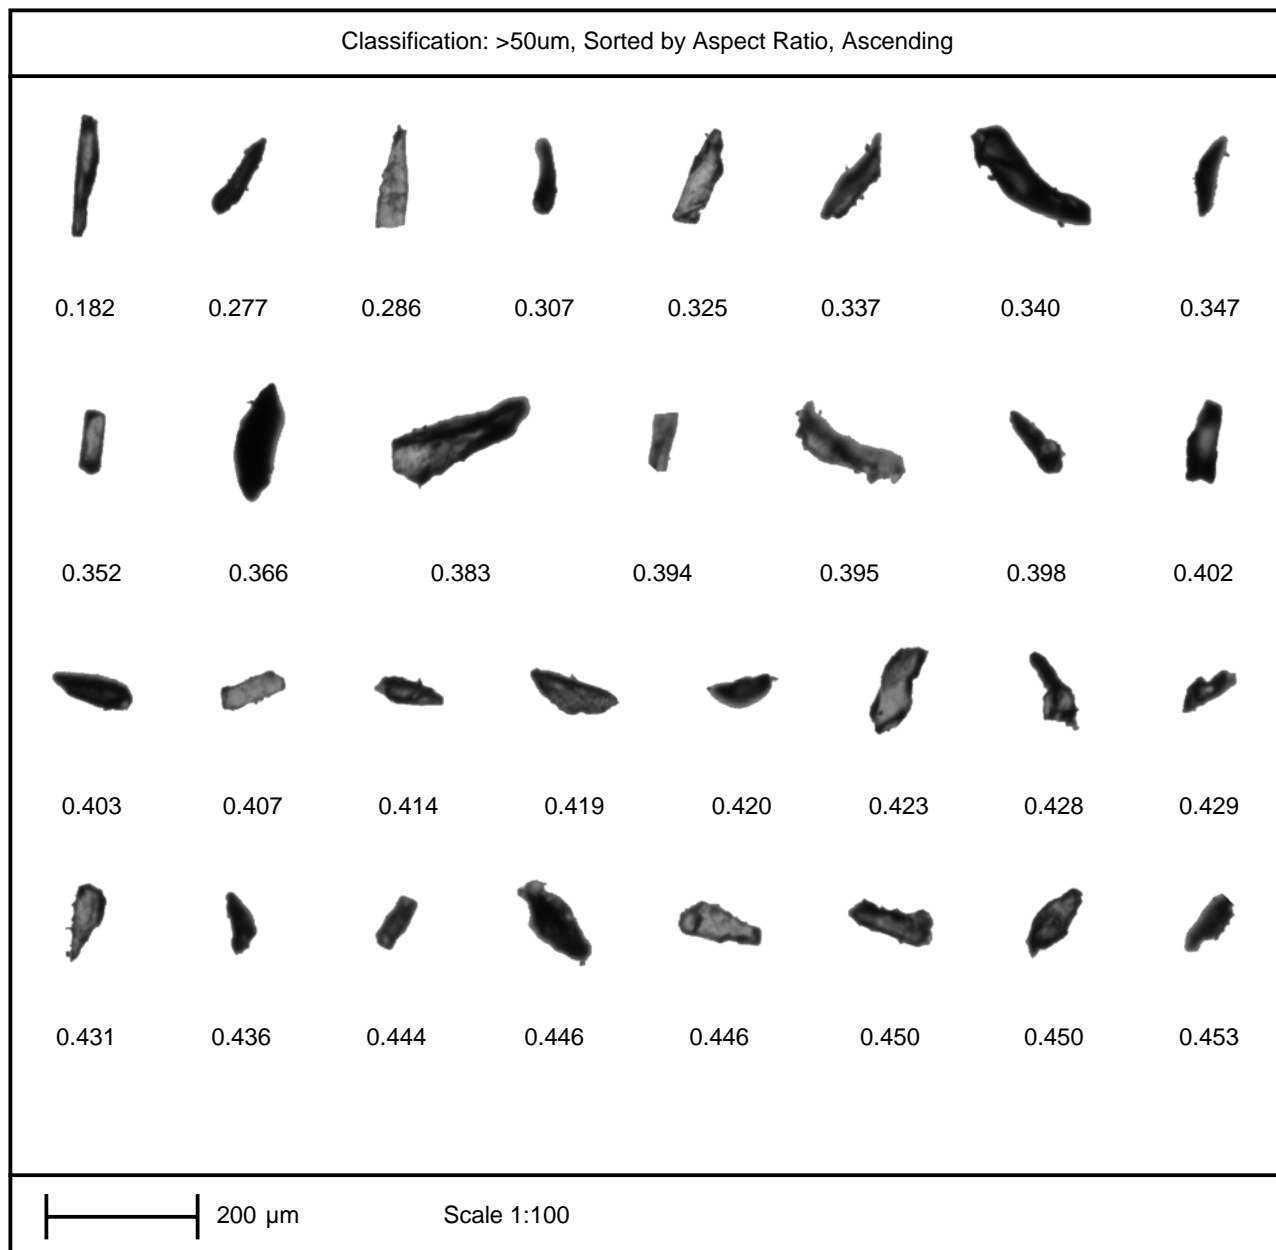 Classification: >50um, Sorted by Aspect Ratio, Ascending
0.182 0.277 0.286 0.307 0.325 0.337 0.340 0.347
0.352 0.366 0.383 0.394 0.395 0.398 0.402
0.403 0.407 0.414 0.419 0.420 0.423 0.428 0.429
0.431 0.436 0.444 0.446 0.446 0.450 0.450 0.453
200 µm Scale 1:100